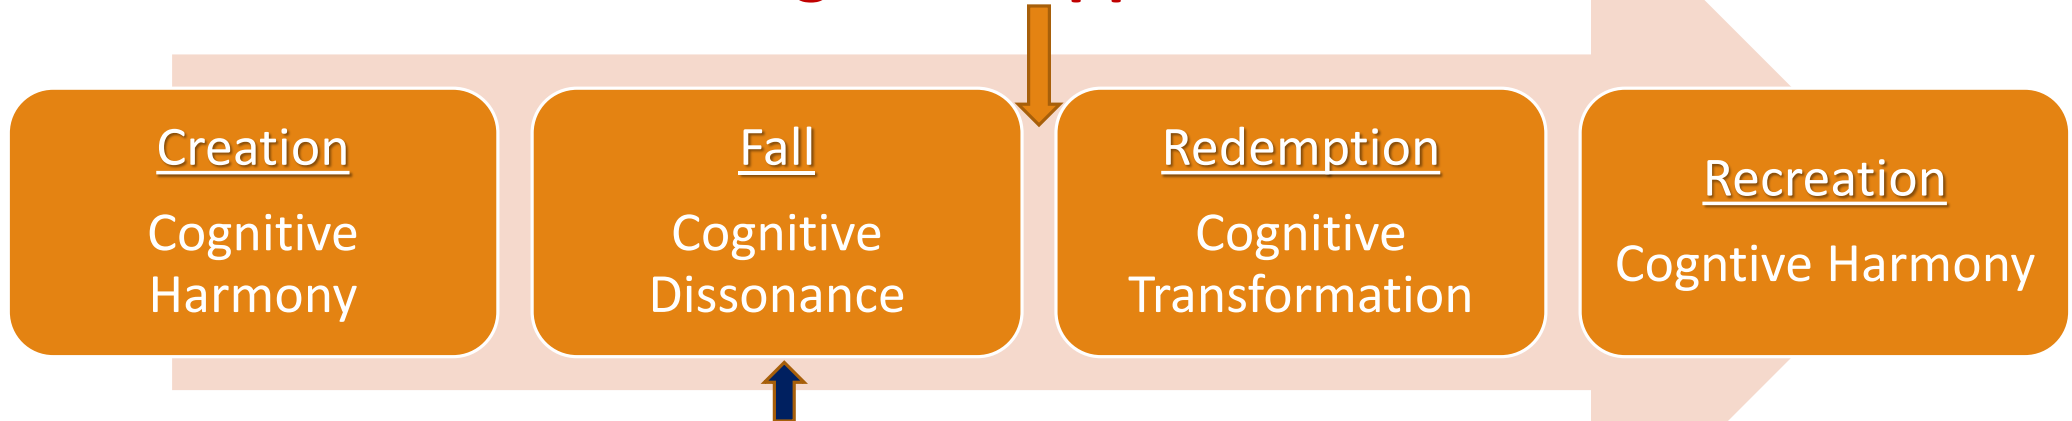 Creation
Cognitive
Harmony
Fall
Cognitive
Dissonance
Redemption
Cognitive
Transformation
Recreation
Cogntive Harmony